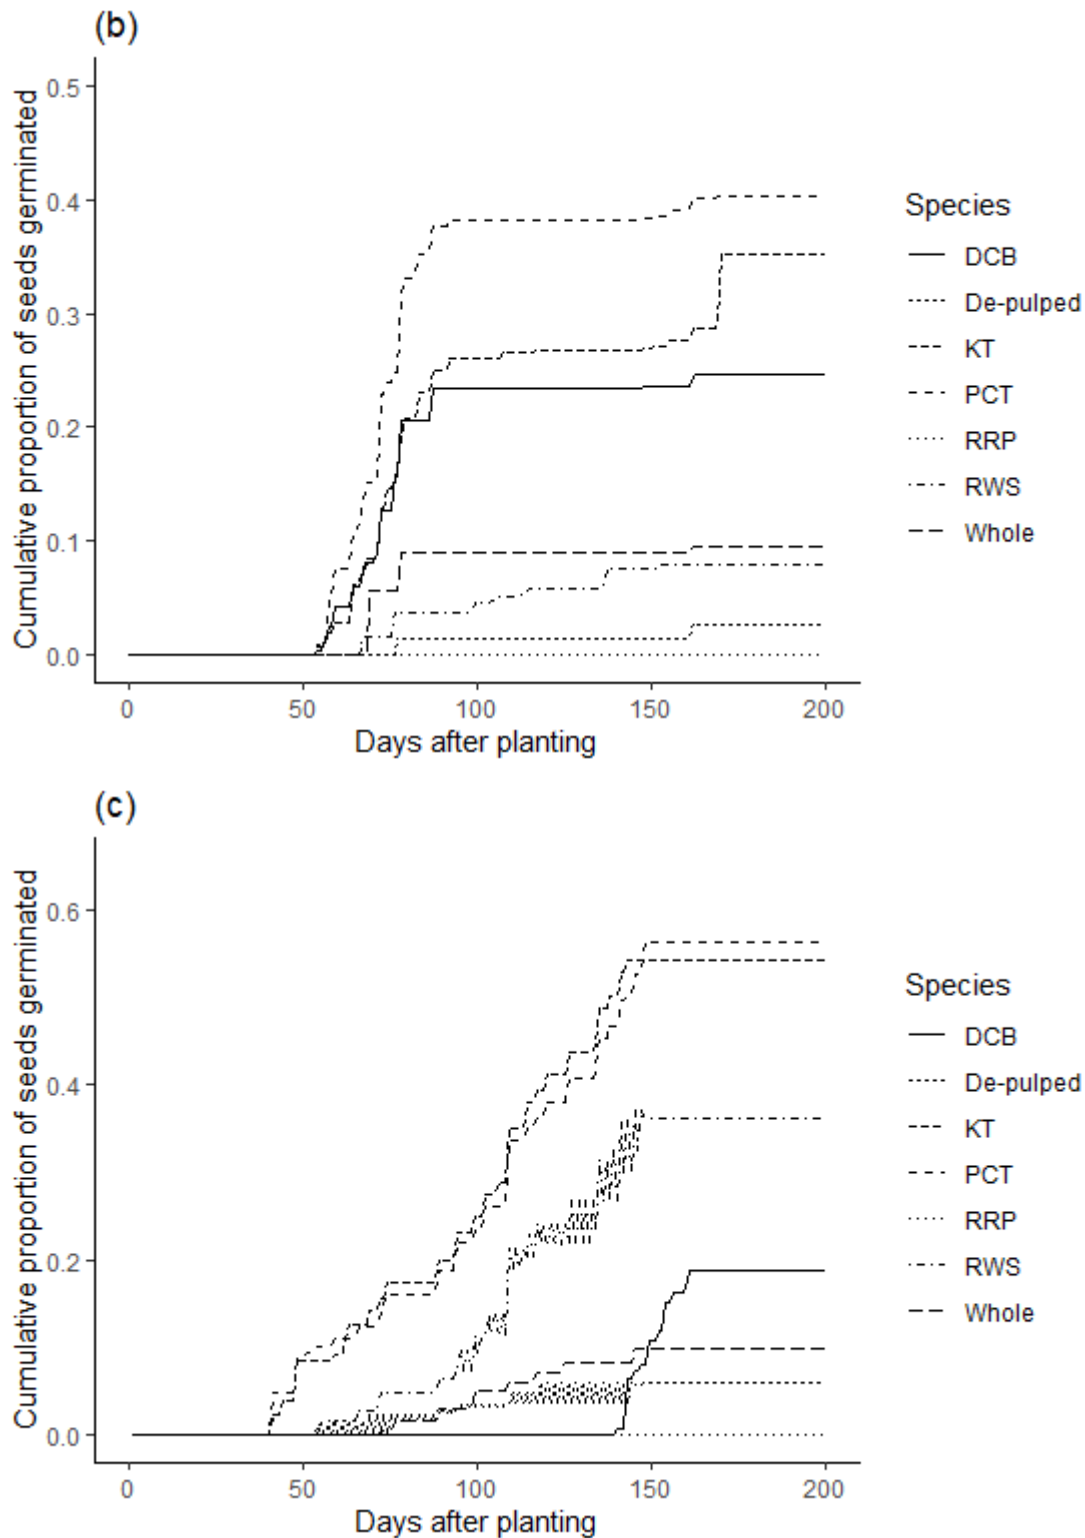 (b)
Cumulative proportion of seeds germinated
0.5
0.4
0.3
0.2
0.1
0.0
0
50
100
150
200
Days after planting
Species
DCB
De-pulped
KT
PCT
RRP
RWS
Whole
(c)
Cumulative proportion of seeds germinated
0.6
0.4
0.2
0.0
0
50
100
150
200
Days after planting
Species
DCB
De-pulped
KT
PCT
RRP
RWS
Whole